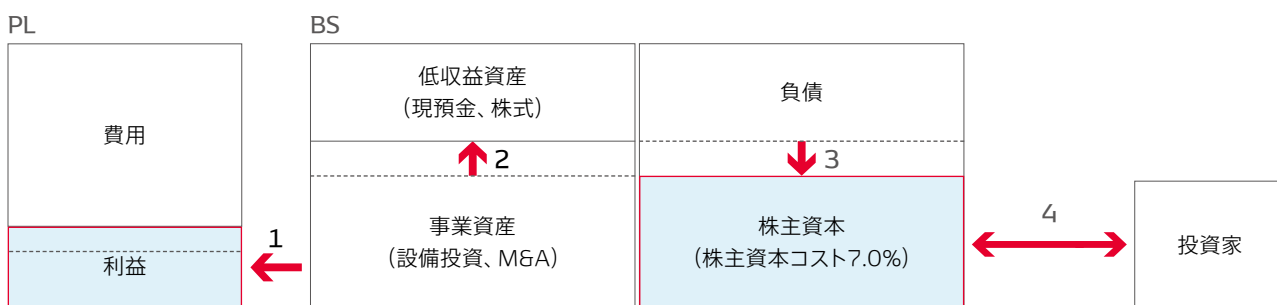 PL
BS
費用
利益
1
低収益資産
（現預金、株式）
2
事業資産
（設備投資、M&A）
負債
3
株主資本
（株主資本コスト7.0%）
4
投資家